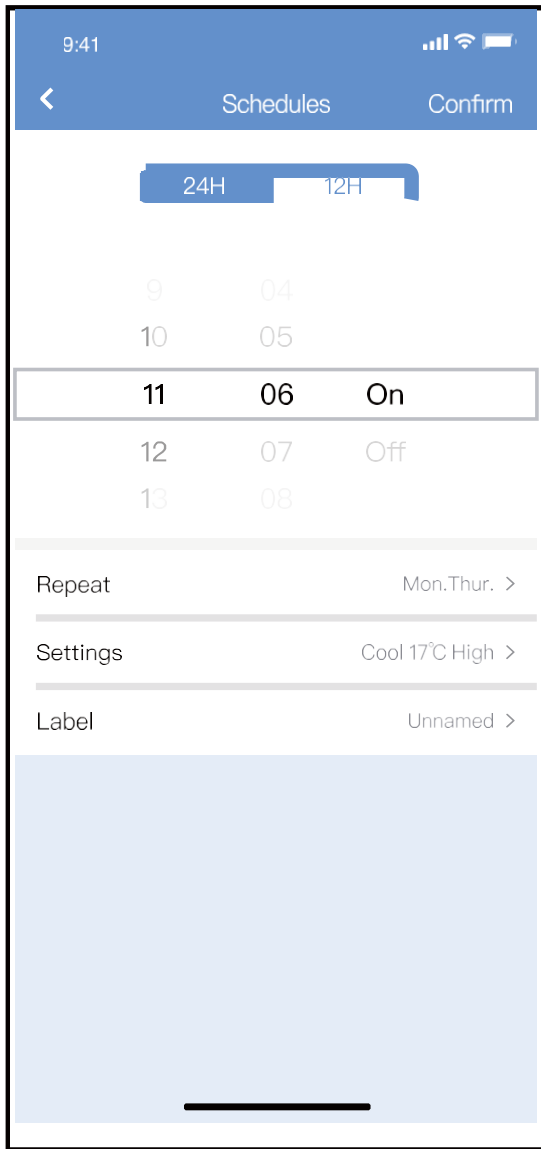 9:41
Schedules Confirm
24H 12H
9 04
10 05
11 06 On
12 07 Off
13 08
Repeat Mon.Thur. >
Settings Cool 17°C High >
Label Unnamed >